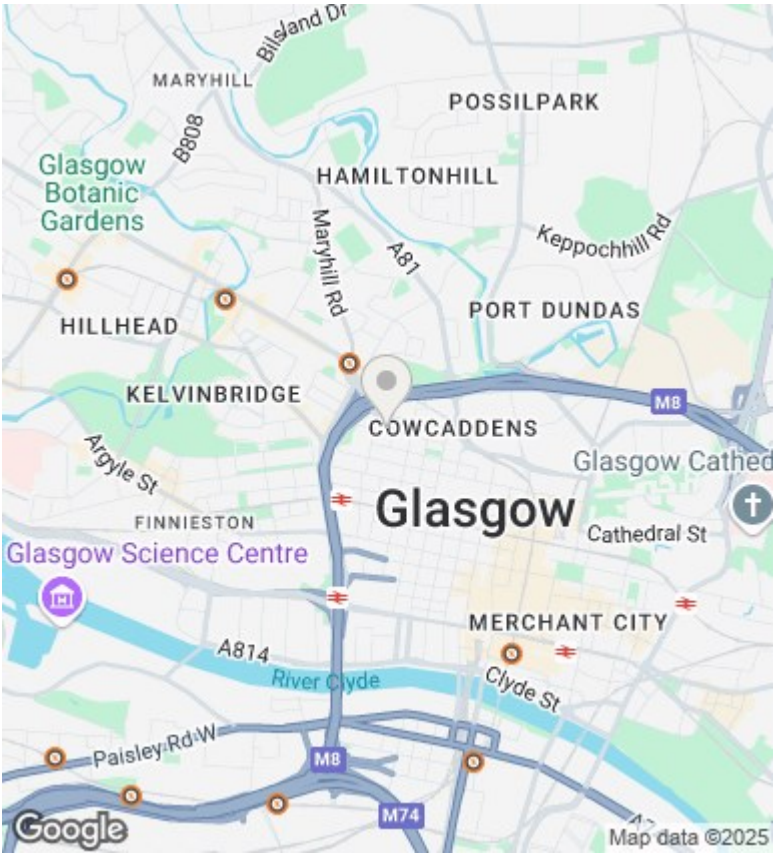 Bilsland Dr
MARYHILL
POSSILPARK
B808
Glasgow
Botanic
Gardens
HAMILTONHILL
Maryhill Rd
A81
Keppochhill Rd
HILLHEAD
PORT DUNDAS
KELVINBRIDGE
M8
COWCADDENS
Argyle St
Glasgow Cathed
Glasgow
FINNIESTON
Cathedral St
Glasgow Science Centre
MERCHANT CITY
A814
River Clyde
Clyde St
Paisley Rd W
M8
M74
Google
Map data ©2025